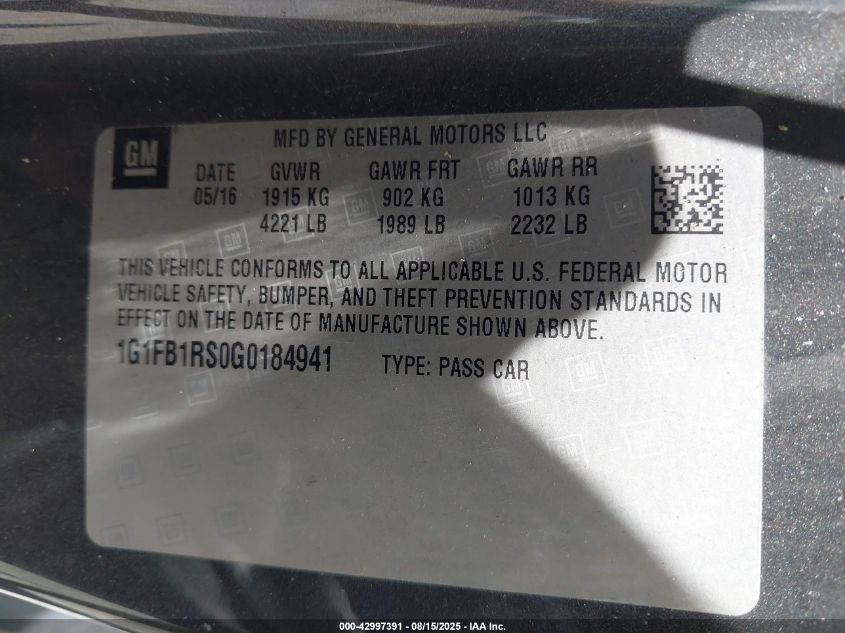 MFD BY GENERAL MOTORS LLC
GM
DATE GVWR GAWR FRT GAWR RR
05/16 1915 KG 902 KG 1013 KG
4221 LB 1989 LB 2232 LB
THIS VEHICLE CONFORMS TO ALL APPLICABLE U.S. FEDERAL MOTOR
VEHICLE SAFETY, BUMPER, AND THEFT PREVENTION STANDARDS IN
EFFECT ON THE DATE OF MANUFACTURE SHOWN ABOVE.
1G1FB1RS0G0184941 TYPE: PASS CAR
000-42997391 - 08/15/2025 - IAA Inc.